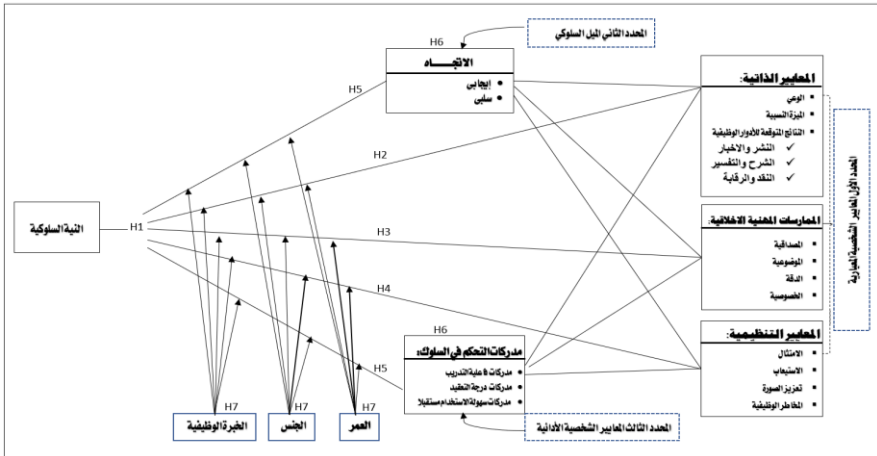 H6
المحدد الثاني الميل السلوكي
الاتجـــاه
إيجابي
سلبي
H5
H2
المعايير الذاتية:
الوعي
الميزة النسبية
النتائج المتوقعة للأدوار الوظيفية
النشر والاخبار
الشرح والتفسير
النقد والرقابة
المحدد الأول المعايير الشخصية المعيارية
النية السلوكية
H1
H3
الممارسات المهنية الاخلاقية:
المصداقية
الموضوعية
الدقة
الخصوصية
H4
H6
مدركات التحكم في السلوك:
مدركات فاعلية التدريب
مدركات درجة التعقيد
مدركات سهولة الاستخدام مستقبلا
H5
المعايير التنظيمية:
الامتثال
الاستيعاب
تعزيز الصورة
المخاطر الوظيفية
H7
H7
H7
الخبرة الوظيفية
الجنس
العمر
المحدد الثالث المعايير الشخصية الأدائية